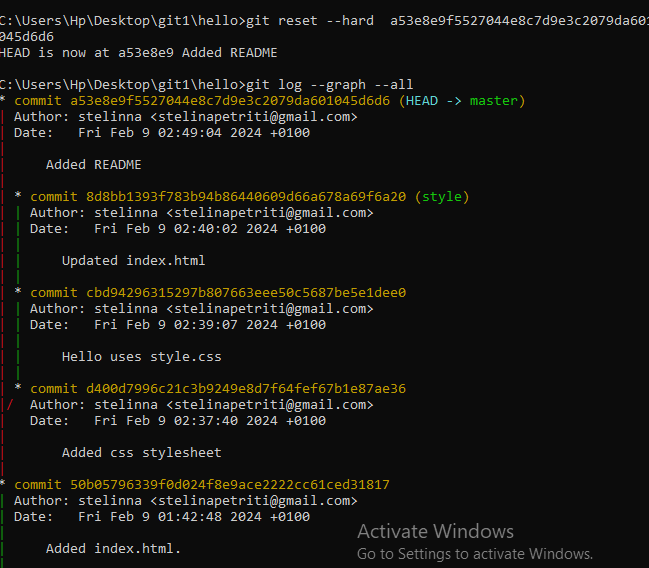 C:\Users\Hp\Desktop\git1\hello>git reset --hard  a53e8e9f5527044e8c7d9e3c2079da601
045d6d6
HEAD is now at a53e8e9 Added README
C:\Users\Hp\Desktop\git1\hello>git log --graph --all
* commit a53e8e9f5527044e8c7d9e3c2079da601045d6d6 (HEAD -> master)
| Author: stelinna <stelinapetriti@gmail.com>
| Date:   Fri Feb 9 02:49:04 2024 +0100
|
|     Added README
|
| * commit 8d8bb1393f783b94b86440609d66a678a69f6a20 (style)
| | Author: stelinna <stelinapetriti@gmail.com>
| | Date:   Fri Feb 9 02:40:02 2024 +0100
| |
| |     Updated index.html
| |
| * commit cbd94296315297b807663eee50c5687be5e1dee0
| | Author: stelinna <stelinapetriti@gmail.com>
| | Date:   Fri Feb 9 02:39:07 2024 +0100
| |
| |     Hello uses style.css
| |
| * commit d400d7996c21c3b9249e8d7f64fef67b1e87ae36
|/  Author: stelinna <stelinapetriti@gmail.com>
|   Date:   Fri Feb 9 02:37:40 2024 +0100
|
|       Added css stylesheet
|
* commit 50b05796339f0d024f8e9ace2222cc61ced31817
| Author: stelinna <stelinapetriti@gmail.com>
| Date:   Fri Feb 9 01:42:48 2024 +0100
|
|     Added index.html.
|
Activate Windows
Go to Settings to activate Windows.